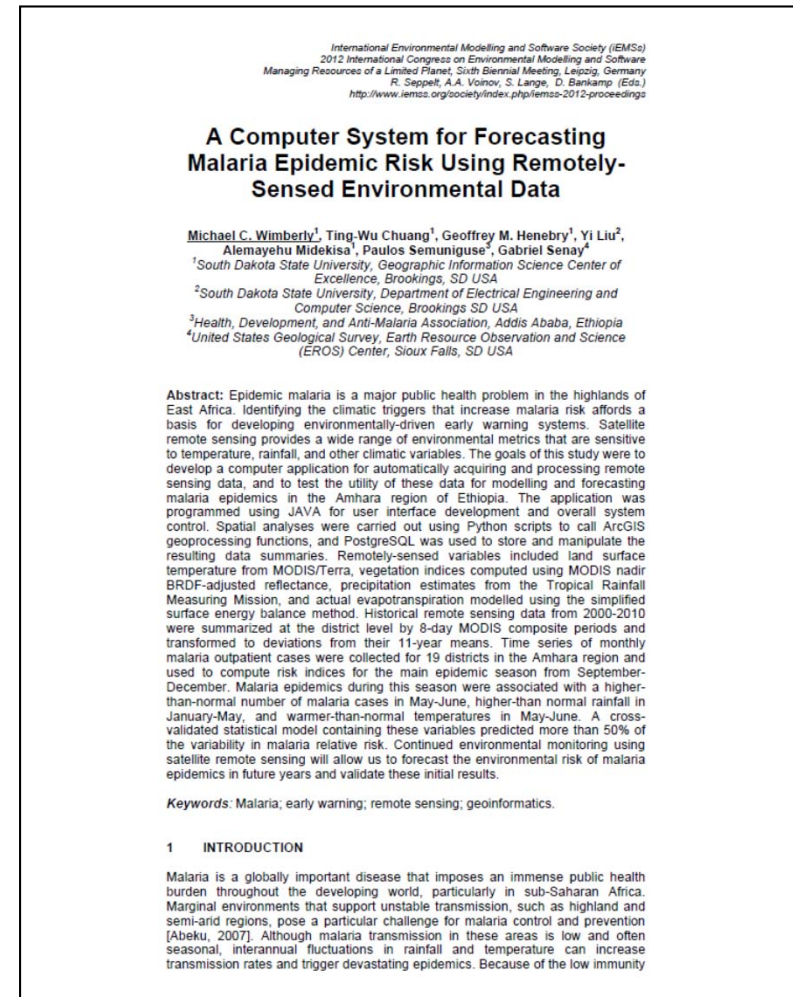 International Environmental Modelling and Software Society (iEMSs)
2012 International Congress on Environmental Modelling and Software
Managing Resources of a Limited Planet, Sixth Biennial Meeting, Leipzig, Germany
R. Seppelt, A.A. Voinov, S. Lange, D. Bankamp (Eds.)
http://www.iemss.org/society/index.php/iemss-2012-proceedings
A Computer System for Forecasting
Malaria Epidemic Risk Using Remotely-
Sensed Environmental Data
Michael C. Wimberly1, Ting-Wu Chuang1, Geoffrey M. Henebry1, Yi Liu2,
Alemayehu Midekisa1, Paulos Semuniguse3, Gabriel Senay4
1South Dakota State University, Geographic Information Science Center of
Excellence, Brookings, SD USA
2South Dakota State University, Department of Electrical Engineering and
Computer Science, Brookings SD USA
3Health, Development, and Anti-Malaria Association, Addis Ababa, Ethiopia
4United States Geological Survey, Earth Resource Observation and Science
(EROS) Center, Sioux Falls, SD USA
Abstract: Epidemic malaria is a major public health problem in the highlands of
East Africa. Identifying the climatic triggers that increase malaria risk affords a
basis for developing environmentally-driven early warning systems. Satellite
remote sensing provides a wide range of environmental metrics that are sensitive
to temperature, rainfall, and other climatic variables. The goals of this study were to
develop a computer application for automatically acquiring and processing remote
sensing data, and to test the utility of these data for modelling and forecasting
malaria epidemics in the Amhara region of Ethiopia. The application was
programmed using JAVA for user interface development and overall system
control. Spatial analyses were carried out using Python scripts to call ArcGIS
geoprocessing functions, and PostgreSQL was used to store and manipulate the
resulting data summaries. Remotely-sensed variables included land surface
temperature from MODIS/Terra, vegetation indices computed using MODIS nadir
BRDF-adjusted reflectance, precipitation estimates from the Tropical Rainfall
Measuring Mission, and actual evapotranspiration modelled using the simplified
surface energy balance method. Historical remote sensing data from 2000-2010
were summarized at the district level by 8-day MODIS composite periods and
transformed to deviations from their 11-year means. Time series of monthly
malaria outpatient cases were collected for 19 districts in the Amhara region and
used to compute risk indices for the main epidemic season from September-
December. Malaria epidemics during this season were associated with a higher-
than-normal number of malaria cases in May-June, higher-than normal rainfall in
January-May, and warmer-than-normal temperatures in May-June. A cross-
validated statistical model containing these variables predicted more than 50% of
the variability in malaria relative risk. Continued environmental monitoring using
satellite remote sensing will allow us to forecast the environmental risk of malaria
epidemics in future years and validate these initial results.
Keywords: Malaria; early warning; remote sensing; geoinformatics.
1 INTRODUCTION
Malaria is a globally important disease that imposes an immense public health
burden throughout the developing world, particularly in sub-Saharan Africa.
Marginal environments that support unstable transmission, such as highland and
semi-arid regions, pose a particular challenge for malaria control and prevention
[Abeku, 2007]. Although malaria transmission in these areas is low and often
seasonal, interannual fluctuations in rainfall and temperature can increase
transmission rates and trigger devastating epidemics. Because of the low immunity